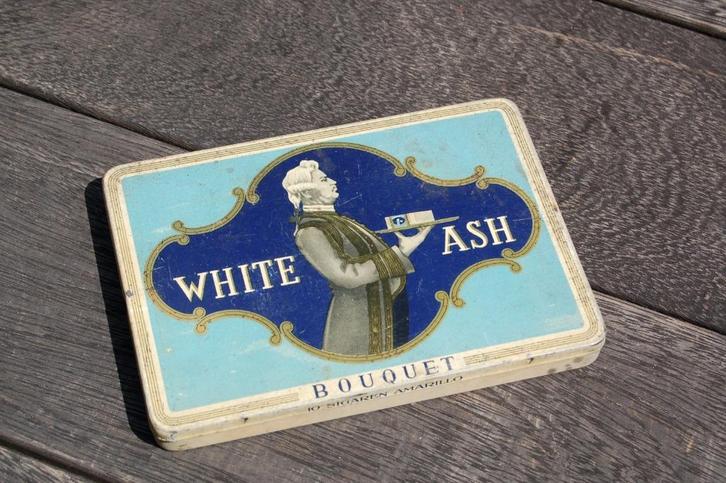 WHITE ASH
BOUQUET
10 SIGAREN AMARILLO